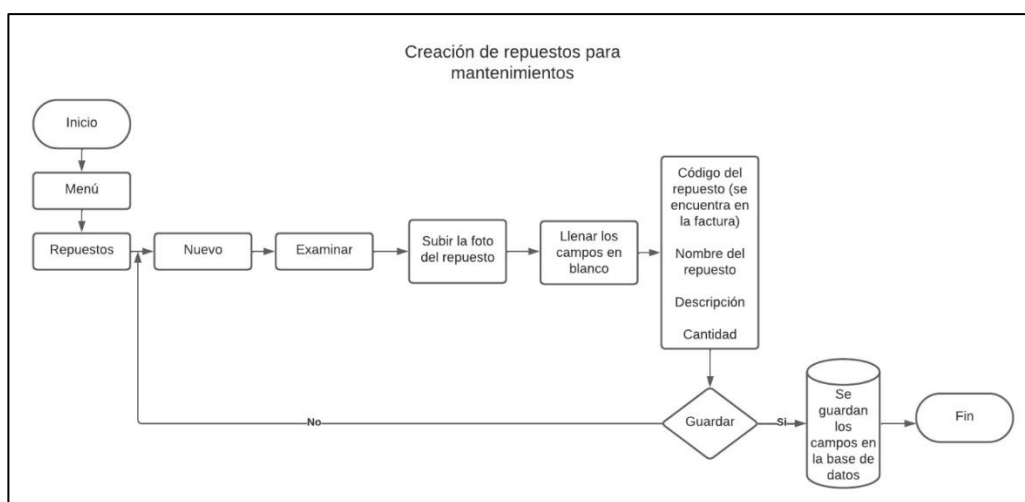 Creación de repuestos para
mantenimientos
Inicio
Menú
Repuestos
Nuevo
Examinar
Subir la foto
del repuesto
Llenar los
campos en
blanco
Código del
repuesto (se
encuentra en
la factura)
Nombre del
repuesto
Descripción
Cantidad
Guardar
No
Si
Se
guardan
los
campos en
la base de
datos
Fin